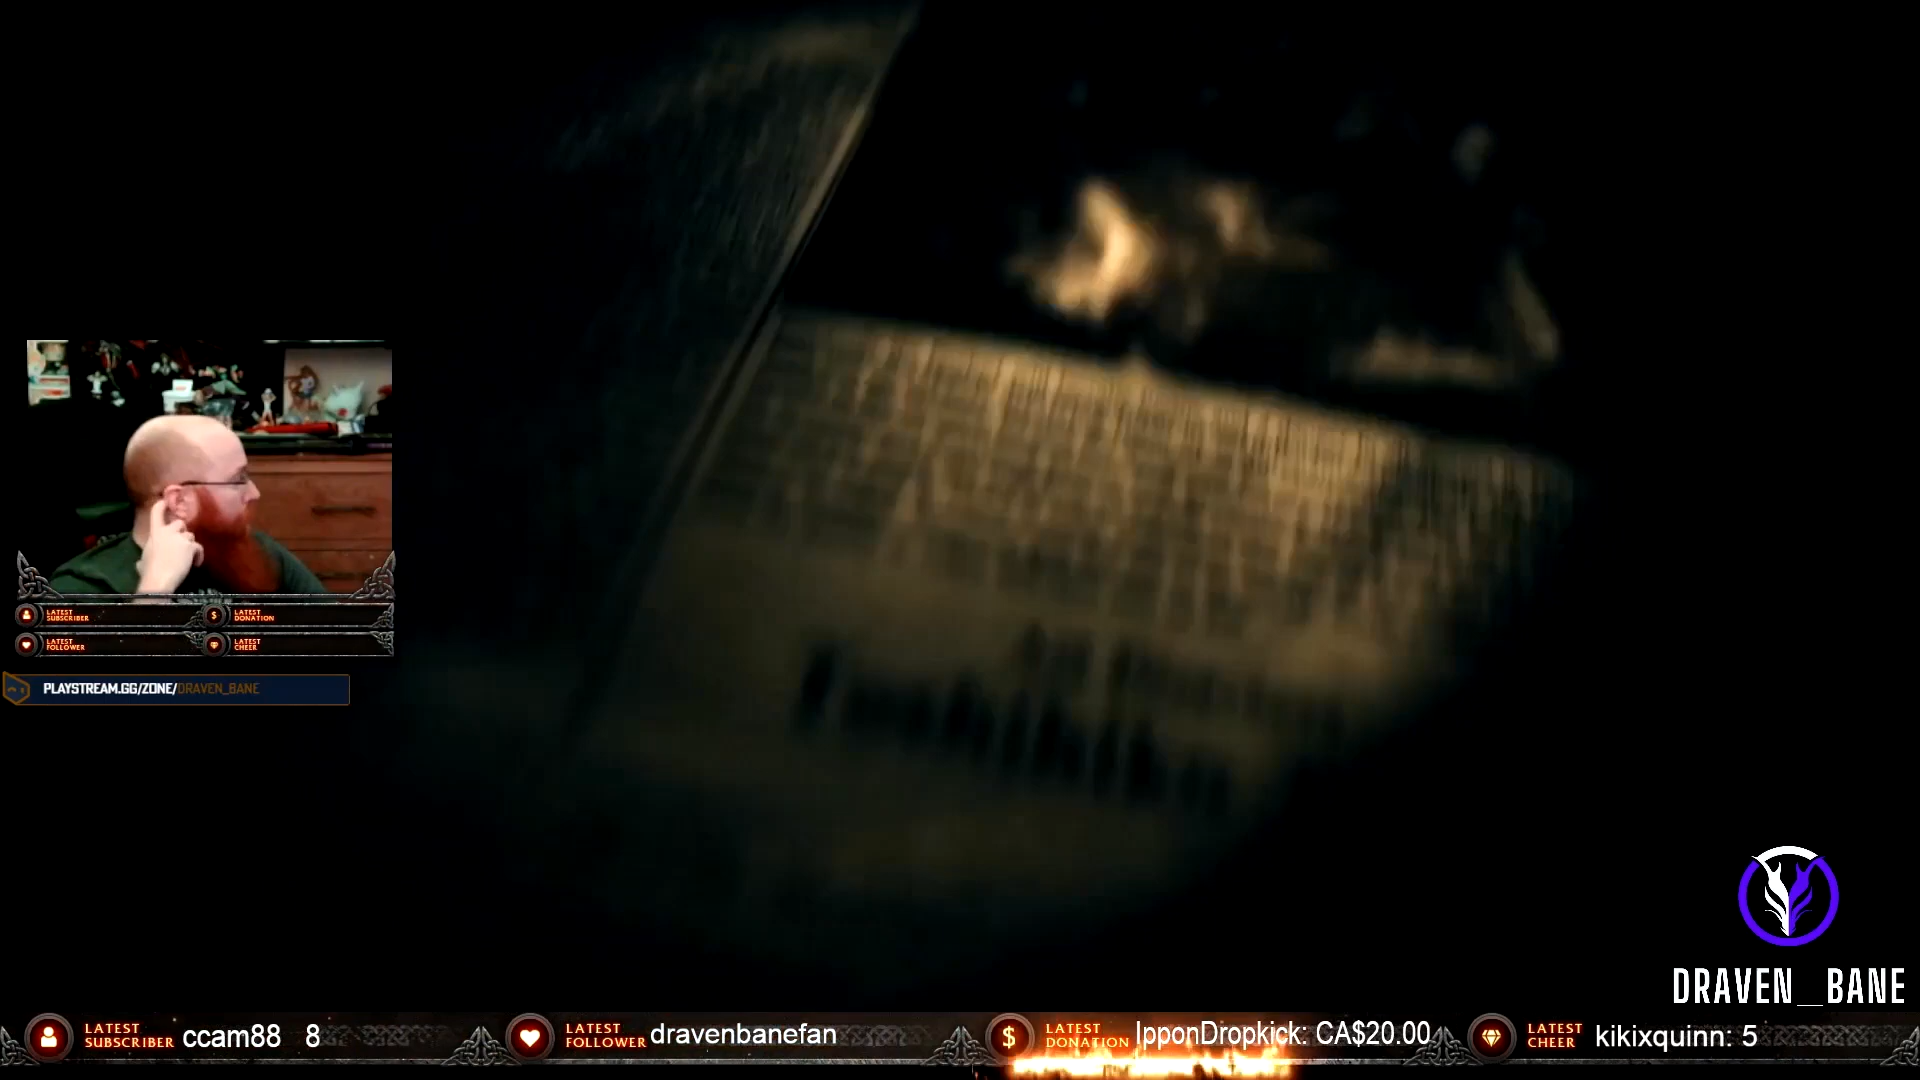 LATEST
SUBSCRIBER
LATEST
DONATION
LATEST
FOLLOWER
LATEST
CHEER
PLAYSTREAM.GG/ZONE/DRAVEN_BANE
DRAVEN_BANE
LATEST
SUBSCRIBER ccam88 8
LATEST
FOLLOWER dravenbanefan
LATEST
DONATION IpponDropkick: CA$20.00
LATEST
CHEER kikixquinn: 5